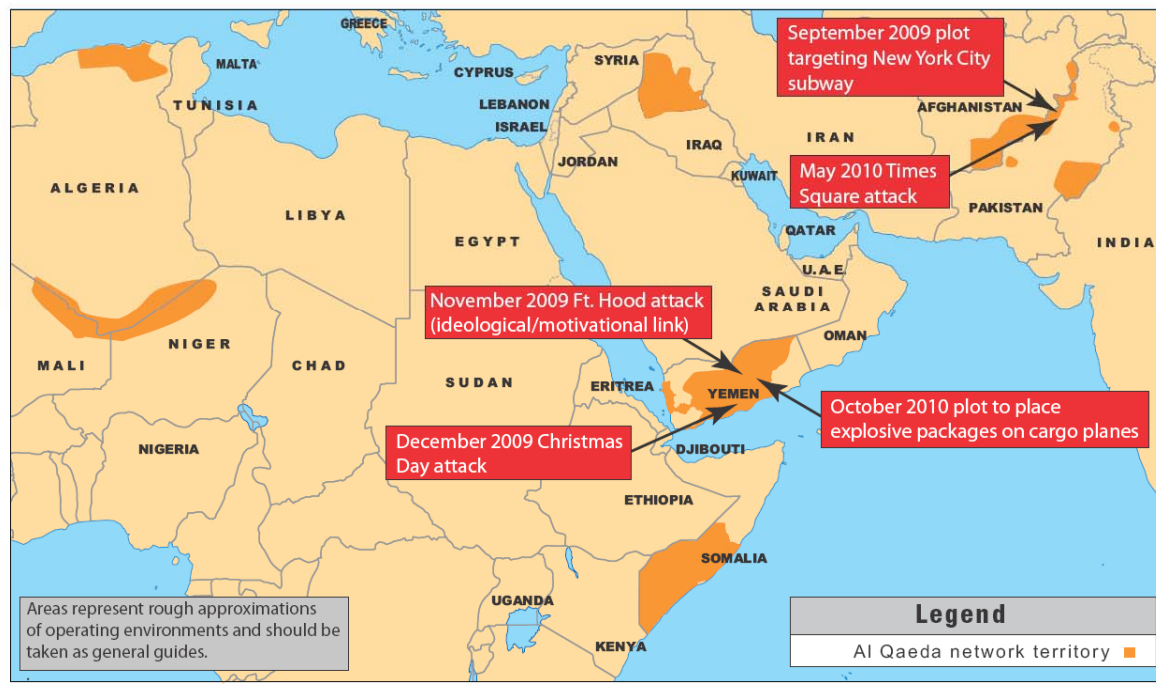 GREECE
MALTA
TUNISIA
CYPRUS
SYRIA
LEBANON
ISRAEL
JORDAN
IRAQ
KUWAIT
IRAN
AFGHANISTAN
September 2009 plot
targeting New York City
subway
May 2010 Times
Square attack
PAKISTAN
INDIA
ALGERIA
LIBYA
EGYPT
QATAR
U.A.E.
SAUDI
ARABIA
OMAN
November 2009 Ft. Hood attack
(ideological/motivational link)
MALI
NIGER
CHAD
SUDAN
ERITREA
YEMEN
October 2010 plot to place
explosive packages on cargo planes
December 2009 Christmas
Day attack
DJIBOUTI
NIGERIA
ETHIOPIA
SOMALIA
UGANDA
KENYA
Areas represent rough approximations
of operating environments and should be
taken as general guides.
Legend
Al Qaeda network territory